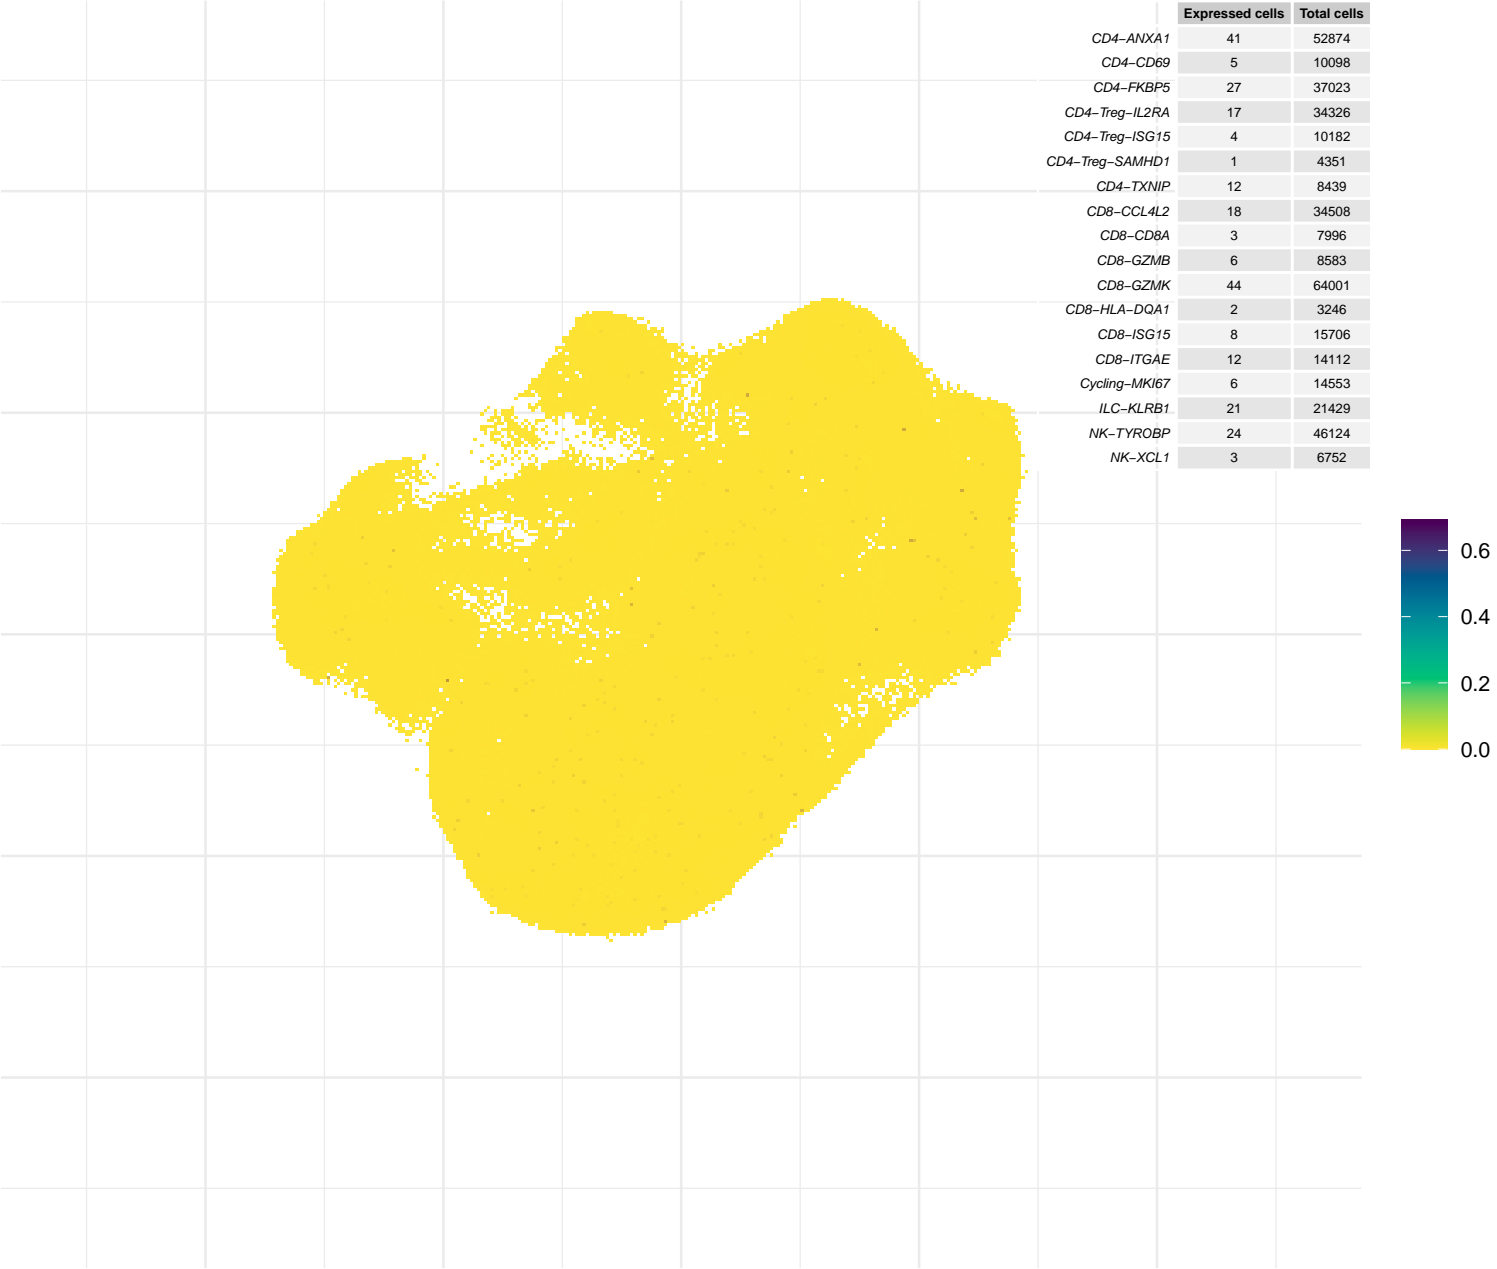 Expressed cells Total cells
CD4−ANXA1 41 52874
CD4−CD69 5 10098
CD4−FKBP5 27 37023
CD4−Treg−IL2RA 17 34326
CD4−Treg−ISG15 4 10182
CD4−Treg−SAMHD1 1 4351
CD4−TXNIP 12 8439
CD8−CCL4L2 18 34508
CD8−CD8A 3 7996
CD8−GZMB 6 8583
CD8−GZMK 44 64001
CD8−HLA−DQA1 2 3246
CD8−ISG15 8 15706
CD8−ITGAE 12 14112
Cycling−MKI67 6 14553
ILC−KLRB1 21 21429
NK−TYROBP 24 46124
NK−XCL1 3 6752
0.6
0.4
0.2
0.0